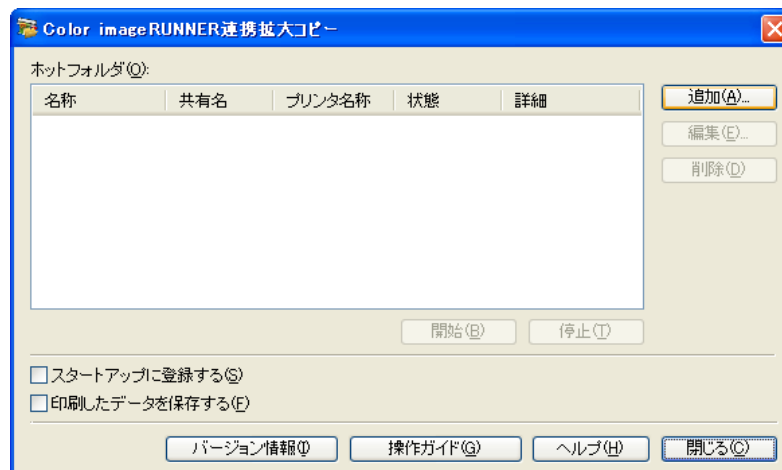 Color imageRUNNER連携拡大コピー
ホットフォルダ(O):
名称 共有名 プリンタ名称 状態 詳細
追加(A)...
編集(E)...
削除(D)
開始(B) 停止(T)
スタートアップに登録する(S)
印刷したデータを保存する(F)
バージョン情報(I) 操作ガイド(G) ヘルプ(H) 閉じる(C)